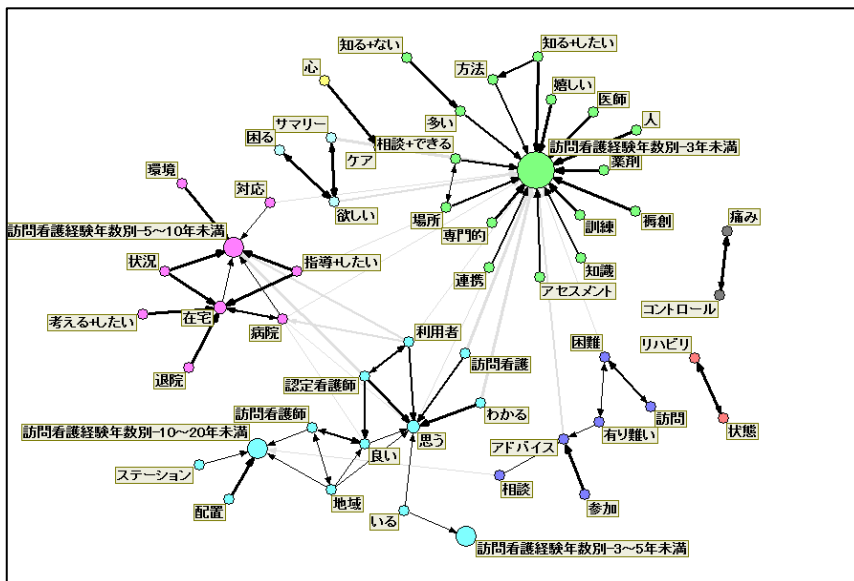 知る+ない
知る+したい
心
方法
嬉しい
医師
サマリー
多い
人
困る
相談+できる
訪問看護経験年数別-3年未満
ケア
薬剤
環境
対応
欲しい
場所
褥創
訓練
専門的
痛み
訪問看護経験年数別-5～10年未満
状況
指導+したい
連携
知識
アセスメント
コントロール
考える+したい
在宅
病院
利用者
困難
リハビリ
訪問看護
退院
認定看護師
訪問看護師
わかる
訪問
訪問看護経験年数別-10～20年未満
思う
有り難い
状態
良い
アドバイス
ステーション
相談
地域
配置
いる
参加
訪問看護経験年数別-3～5年未満